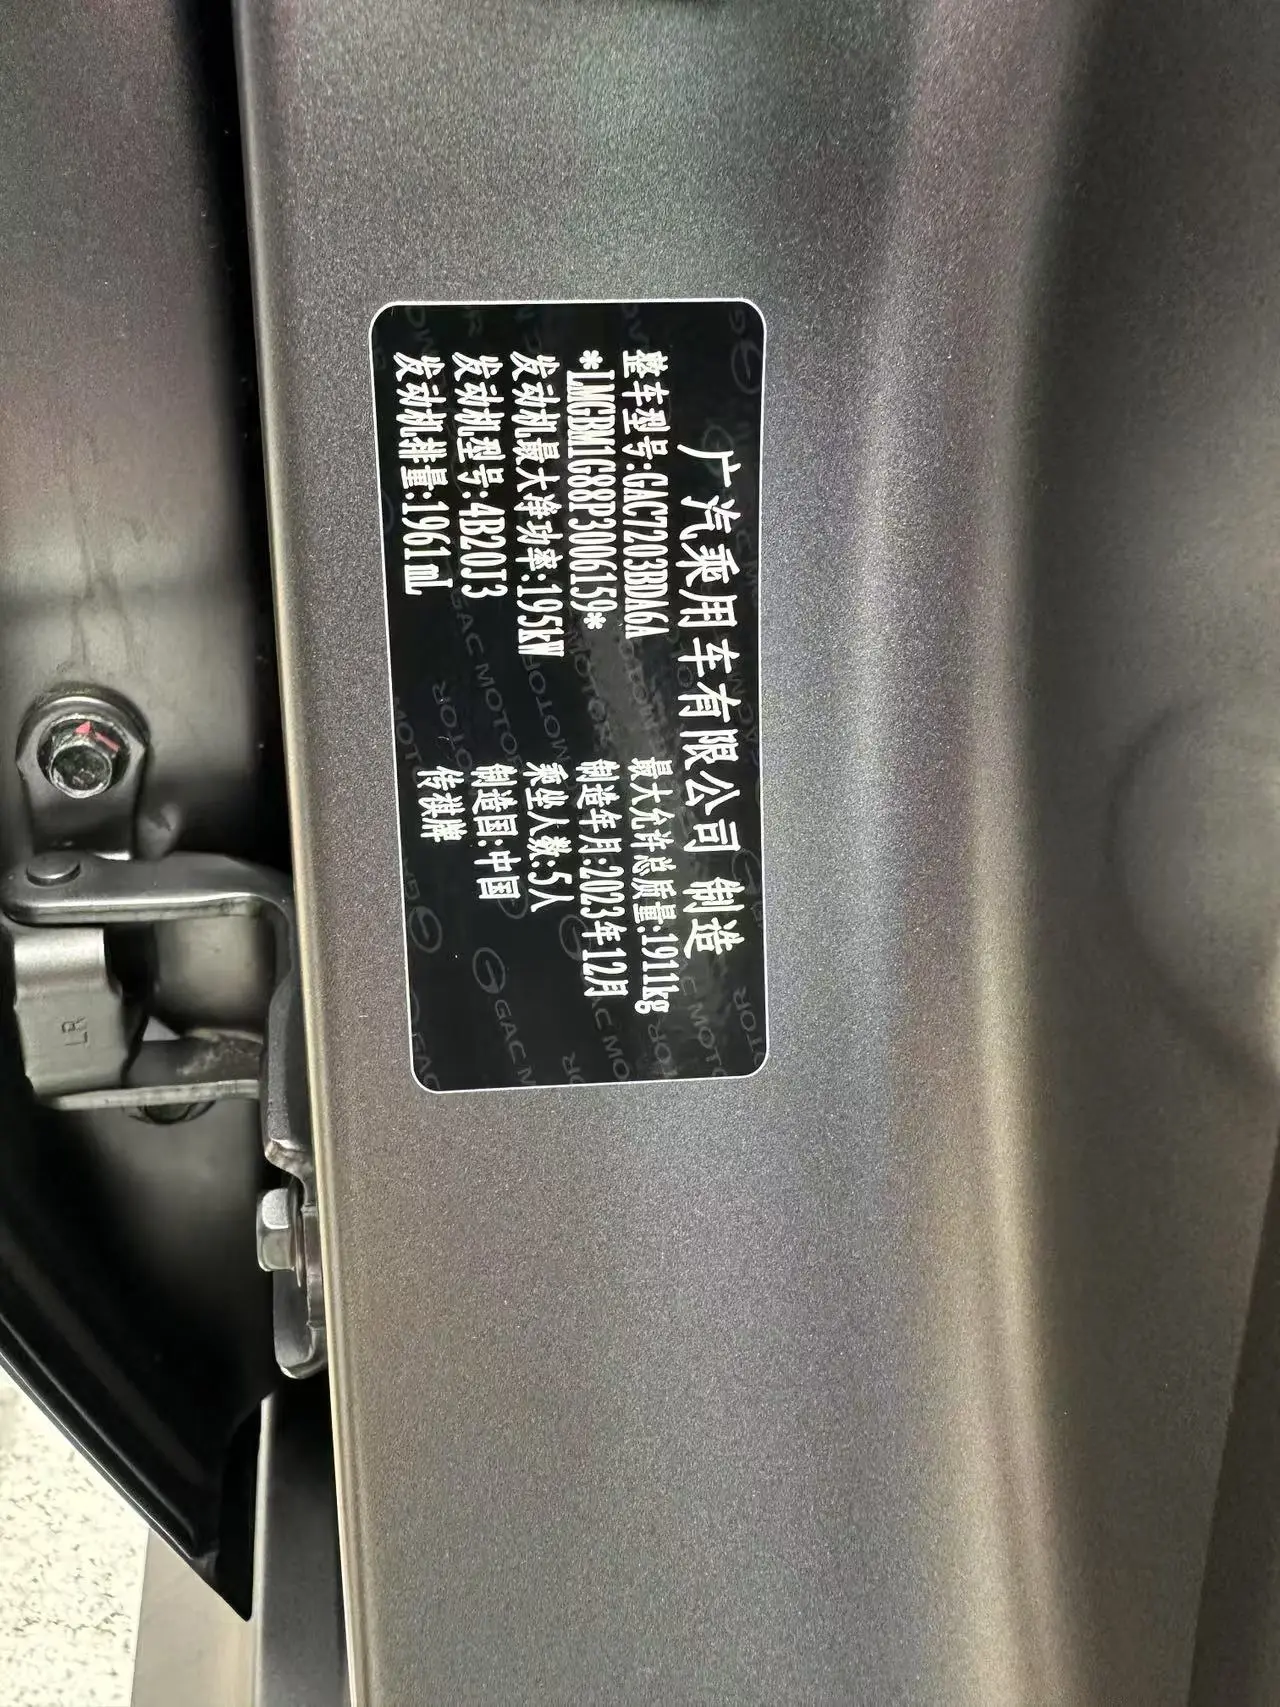 广汽乘用车有限公司 制造
整车型号:GAC7203BDA6A 最大允许总质量:1911kg
*LMGBM1G88P3006159* 制造年月:2023年12月
发动机最大净功率:195kW 乘坐人数:5人
发动机型号:4B20J3 制造国:中国
发动机排量:1961mL 传祺牌
GAC MOTOR
LR